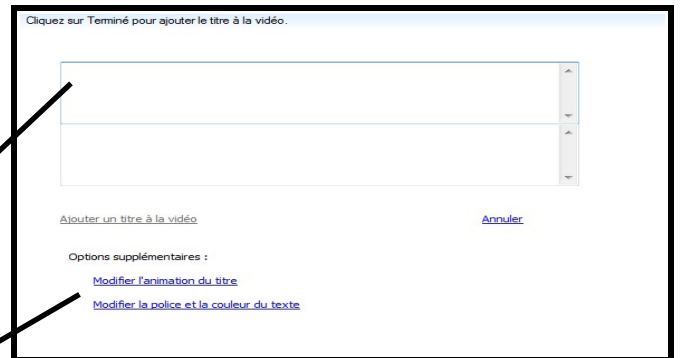 Cliquez sur Terminé pour ajouter le titre à la vidéo.
Ajouter un titre à la vidéo Annuler
Options supplémentaires :
Modifier l'animation du titre
Modifier la police et la couleur du texte